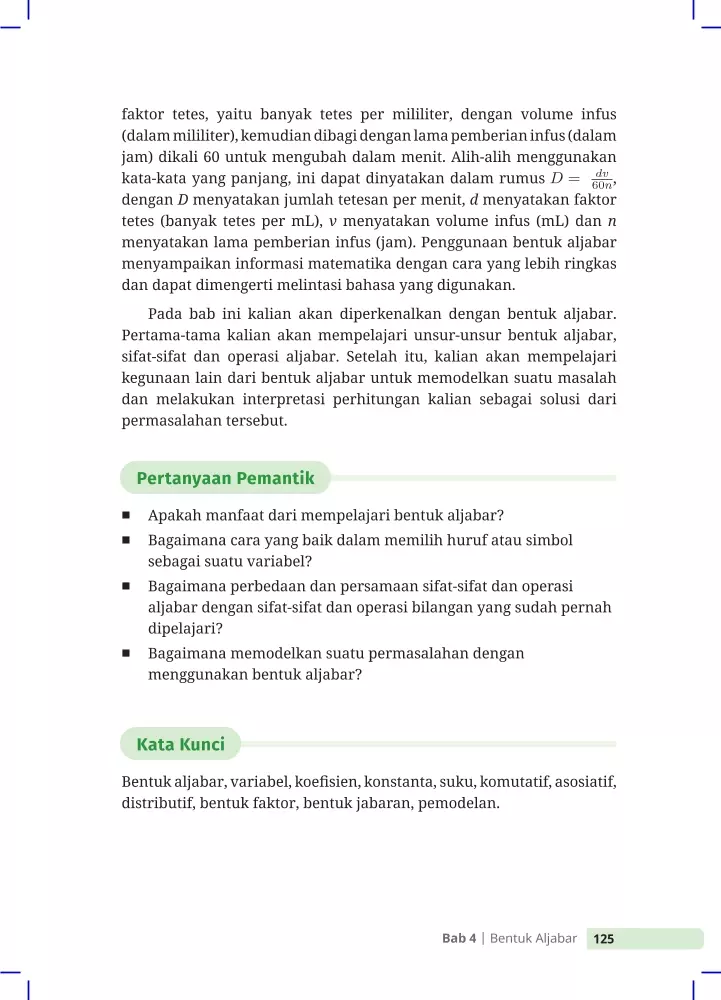 faktor tetes, yaitu banyak tetes per mililiter, dengan volume infus
(dalam mililiter), kemudian dibagi dengan lama pemberian infus (dalam
jam) dikali 60 untuk mengubah dalam menit. Alih-alih menggunakan
kata-kata yang panjang, ini dapat dinyatakan dalam rumus D = dv/60n,
dengan D menyatakan jumlah tetesan per menit, d menyatakan faktor
tetes (banyak tetes per mL), v menyatakan volume infus (mL) dan n
menyatakan lama pemberian infus (jam). Penggunaan bentuk aljabar
menyampaikan informasi matematika dengan cara yang lebih ringkas
dan dapat dimengerti melintasi bahasa yang digunakan.
Pada bab ini kalian akan diperkenalkan dengan bentuk aljabar.
Pertama-tama kalian akan mempelajari unsur-unsur bentuk aljabar,
sifat-sifat dan operasi aljabar. Setelah itu, kalian akan mempelajari
kegunaan lain dari bentuk aljabar untuk memodelkan suatu masalah
dan melakukan interpretasi perhitungan kalian sebagai solusi dari
permasalahan tersebut.
Pertanyaan Pemantik
■ Apakah manfaat dari mempelajari bentuk aljabar?
■ Bagaimana cara yang baik dalam memilih huruf atau simbol
sebagai suatu variabel?
■ Bagaimana perbedaan dan persamaan sifat-sifat dan operasi
aljabar dengan sifat-sifat dan operasi bilangan yang sudah pernah
dipelajari?
■ Bagaimana memodelkan suatu permasalahan dengan
menggunakan bentuk aljabar?
Kata Kunci
Bentuk aljabar, variabel, koefisien, konstanta, suku, komutatif, asosiatif,
distributif, bentuk faktor, bentuk jabaran, pemodelan.
Bab 4 | Bentuk Aljabar 125